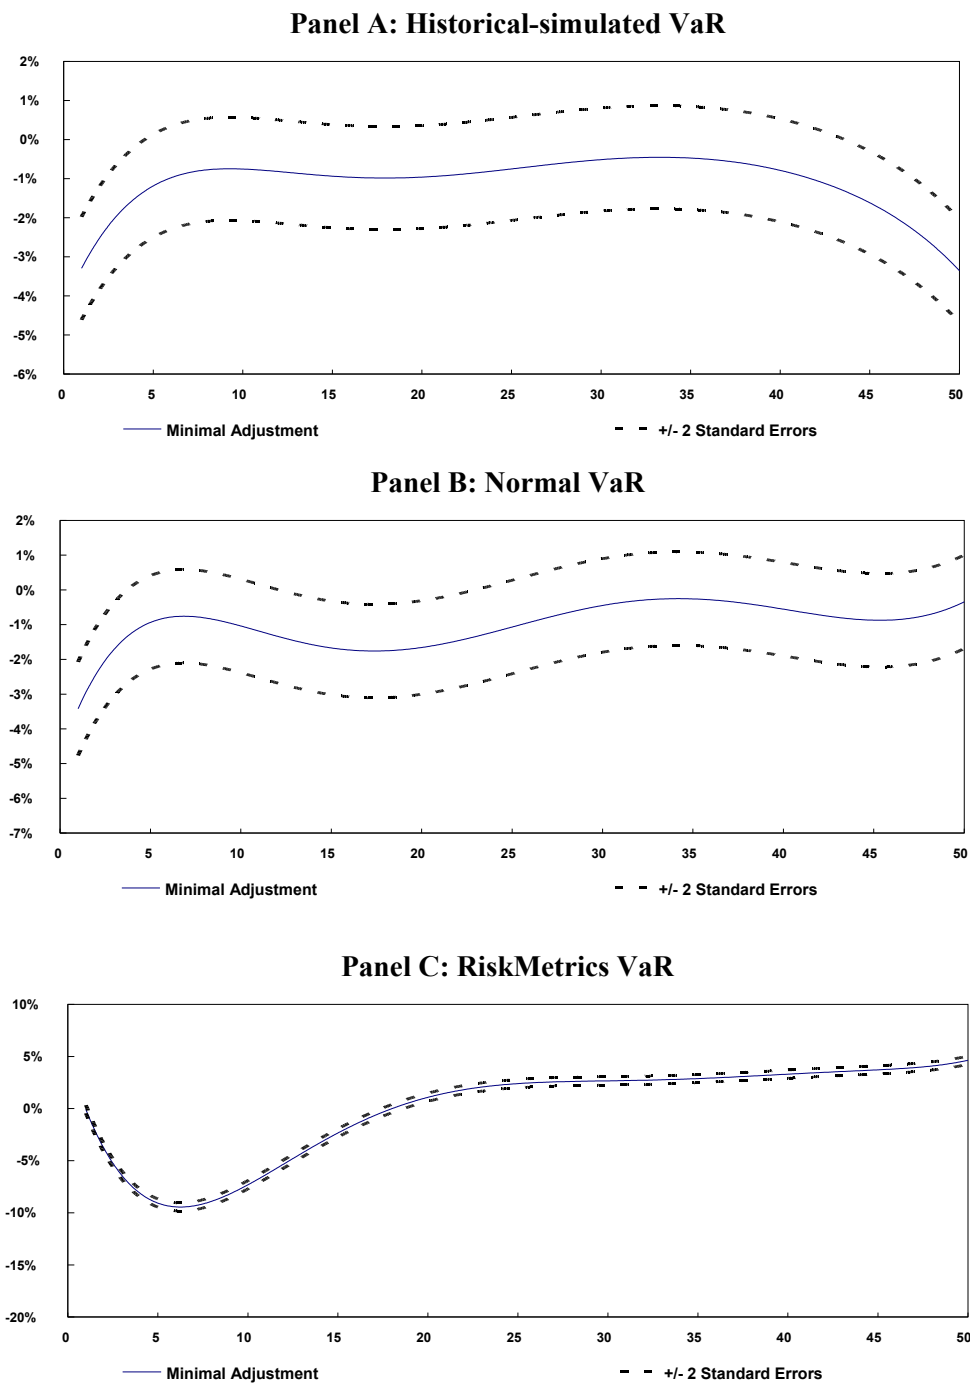 Panel A: Historical-simulated VaR
2%
1%
0%
-1%
-2%
-3%
-4%
-5%
-6%
0 5 10 15 20 25 30 35 40 45 50
Minimal Adjustment +/- 2 Standard Errors
Panel B: Normal VaR
2%
1%
0%
-1%
-2%
-3%
-4%
-5%
-6%
-7%
0 5 10 15 20 25 30 35 40 45 50
Minimal Adjustment +/- 2 Standard Errors
Panel C: RiskMetrics VaR
10%
5%
0%
-5%
-10%
-15%
-20%
0 5 10 15 20 25 30 35 40 45 50
Minimal Adjustment +/- 2 Standard Errors